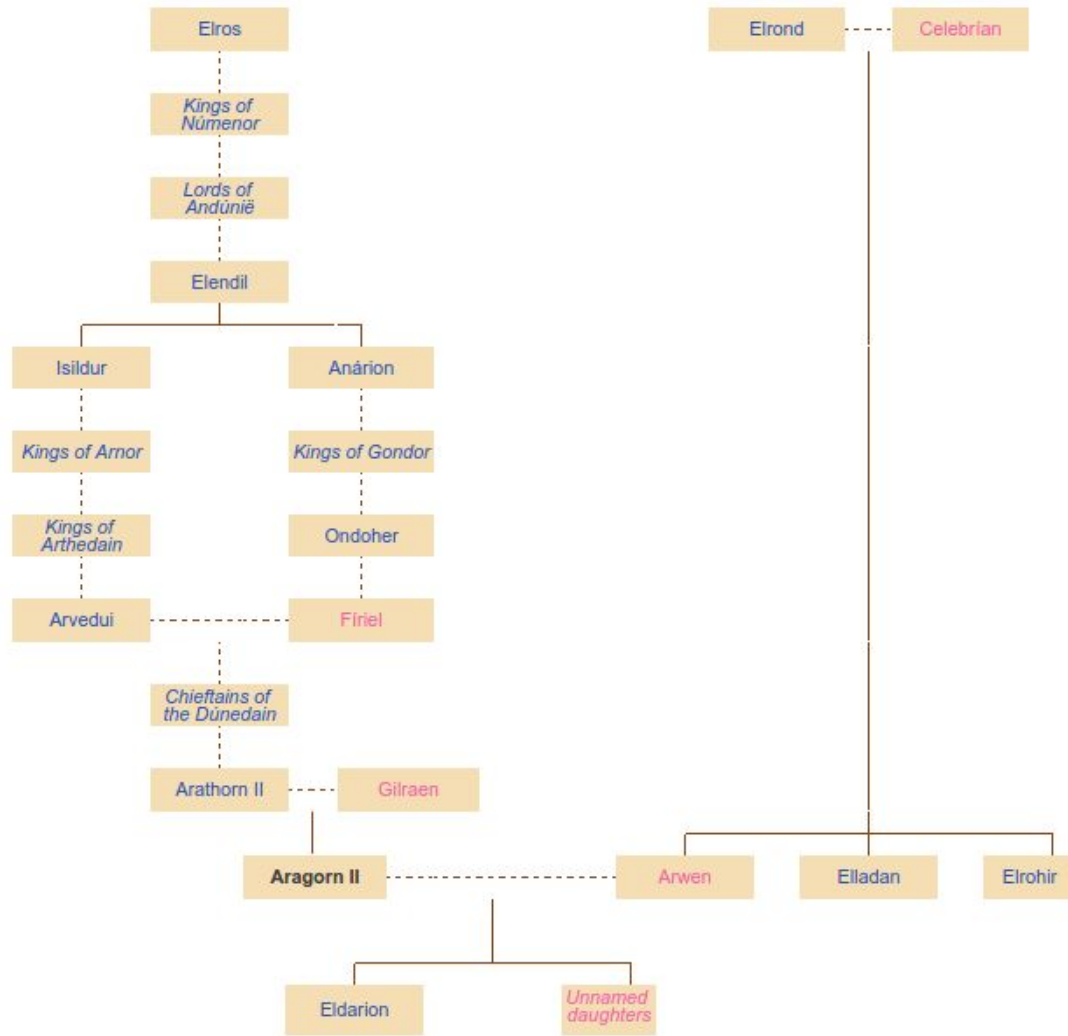 Elros
Elrond
Celebrían
Kings of
Númenor
Lords of
Andúnië
Elendil
Isildur
Anárion
Kings of Arnor
Kings of Gondor
Kings of
Arthedain
Ondoher
Arvedui
Fíriel
Chieftains of
the Dúnedain
Arathorn II
Gilraen
Aragorn II
Arwen
Elladan
Elrohir
Eldarion
Unnamed
daughters